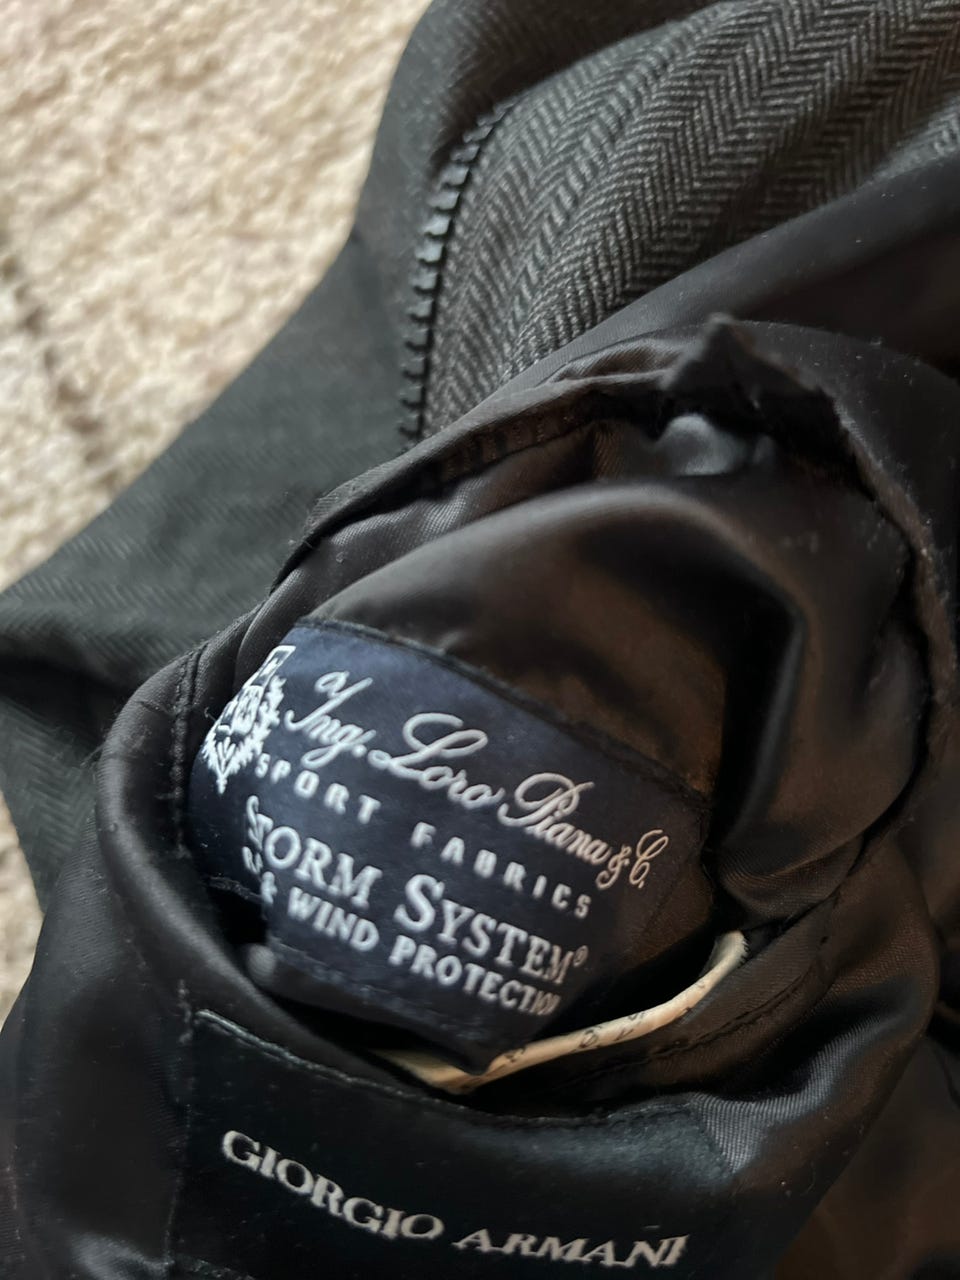 Ing. Loro Piana & C.
SPORT FABRICS
STORM SYSTEM®
& WIND PROTECTION
GIORGIO ARMANI